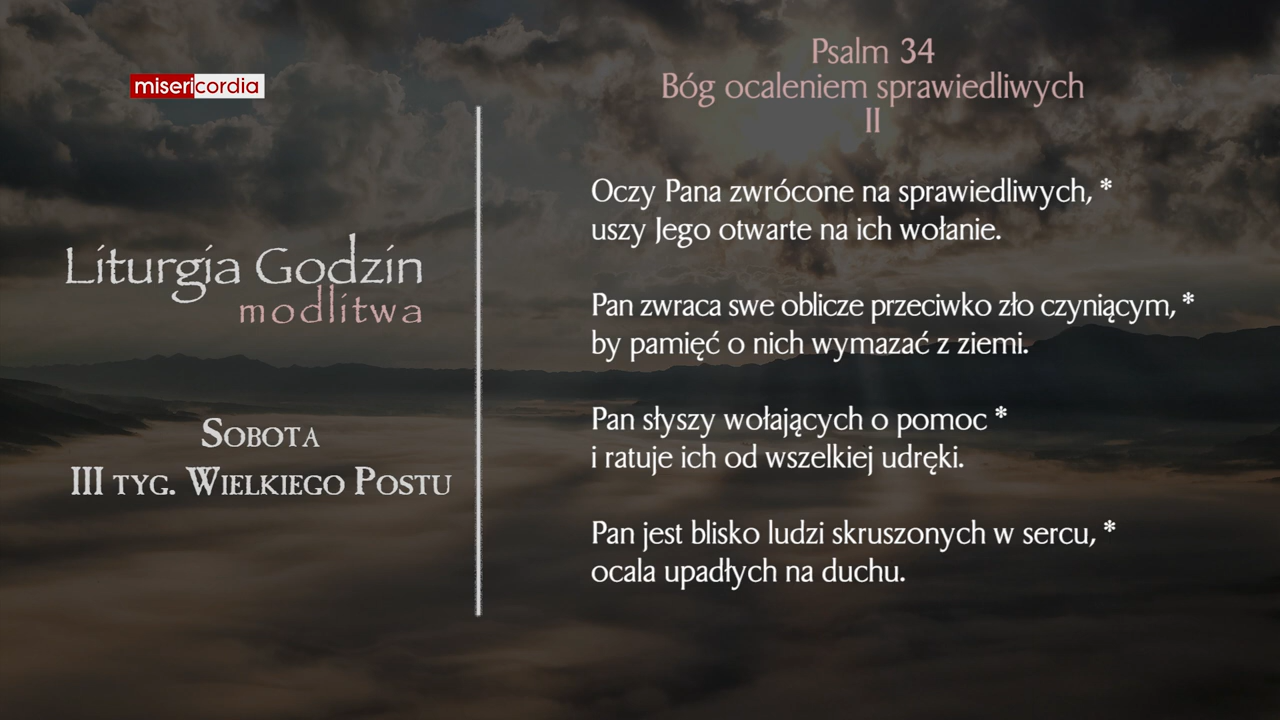 misericordia
Liturgia Godzin
modlitwa
Sobota
III tyg. Wielkiego Postu
Psalm 34
Bóg ocaleniem sprawiedliwych
II
Oczy Pana zwrócone na sprawiedliwych, *
uszy Jego otwarte na ich wołanie.
Pan zwraca swe oblicze przeciwko zło czyniącym, *
by pamięć o nich wymazać z ziemi.
Pan słyszy wołających o pomoc *
i ratuje ich od wszelkiej udręki.
Pan jest blisko ludzi skruszonych w sercu, *
ocala upadłych na duchu.